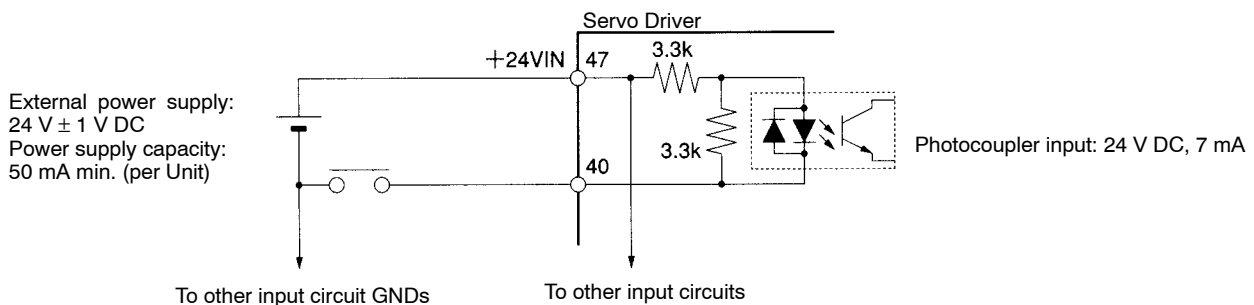 Servo Driver
+24VIN
47
3.3k
External power supply:
24 V ± 1 V DC
Power supply capacity:
50 mA min. (per Unit)
3.3k
Photocoupler input: 24 V DC, 7 mA
40
To other input circuit GNDs
To other input circuits